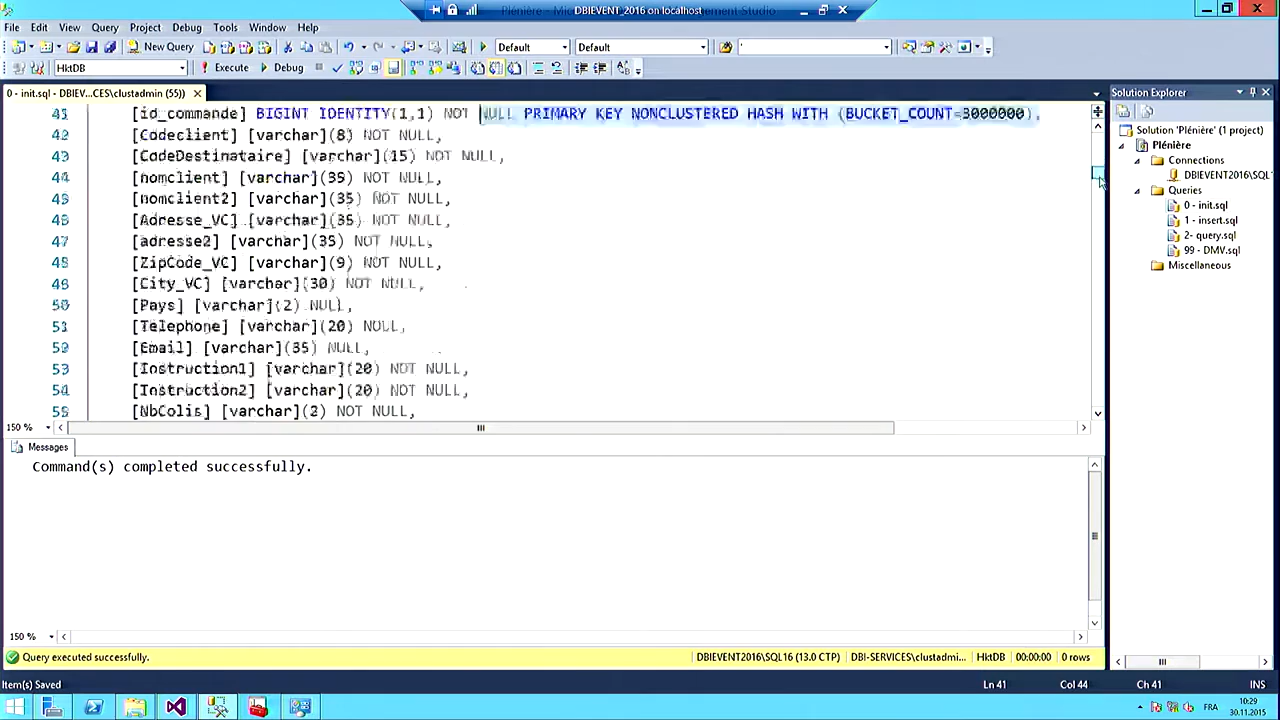 Plénière - Mi
DBIEVENT_2016 on localhost
ement Studio
File Edit View Query Project Debug Tools Window Help
New Query Default Default '
HktDB Execute Debug
0 - init.sql - DBIEV...CES\clustadmin (55)) ×
41 [id_commande] BIGINT IDENTITY(1,1) NOT NULL PRIMARY KEY NONCLUSTERED HASH WITH (BUCKET_COUNT=3000000),
42 [Codeclient] [varchar](8) NOT NULL,
43 [CodeDestinataire] [varchar](15) NOT NULL,
44 [nomclient] [varchar](35) NOT NULL,
45 [nomclient2] [varchar](35) NOT NULL,
46 [Adresse_VC] [varchar](35) NOT NULL,
47 [adresse2] [varchar](35) NOT NULL,
48 [ZipCode_VC] [varchar](9) NOT NULL,
49 [City_VC] [varchar](30) NOT NULL,
50 [Pays] [varchar](2) NULL,
51 [Telephone] [varchar](20) NULL,
52 [Email] [varchar](35) NULL,
53 [Instruction1] [varchar](20) NOT NULL,
54 [Instruction2] [varchar](20) NOT NULL,
55 [NbColis] [varchar](2) NOT NULL,
150 %
Messages
Command(s) completed successfully.
150 %
Query executed successfully. DBIEVENT2016\SQL16 (13.0 CTP) DBI-SERVICES\clustadmi... HktDB 00:00:00 0 rows
Solution Explorer
Solution 'Plénière' (1 project)
Plénière
Connections
DBIEVENT2016\SQL1
Queries
0 - init.sql
1 - insert.sql
2- query.sql
99 - DMV.sql
Miscellaneous
Item(s) Saved Ln 41 Col 44 Ch 41 INS
FRA
10:29
30.11.2015